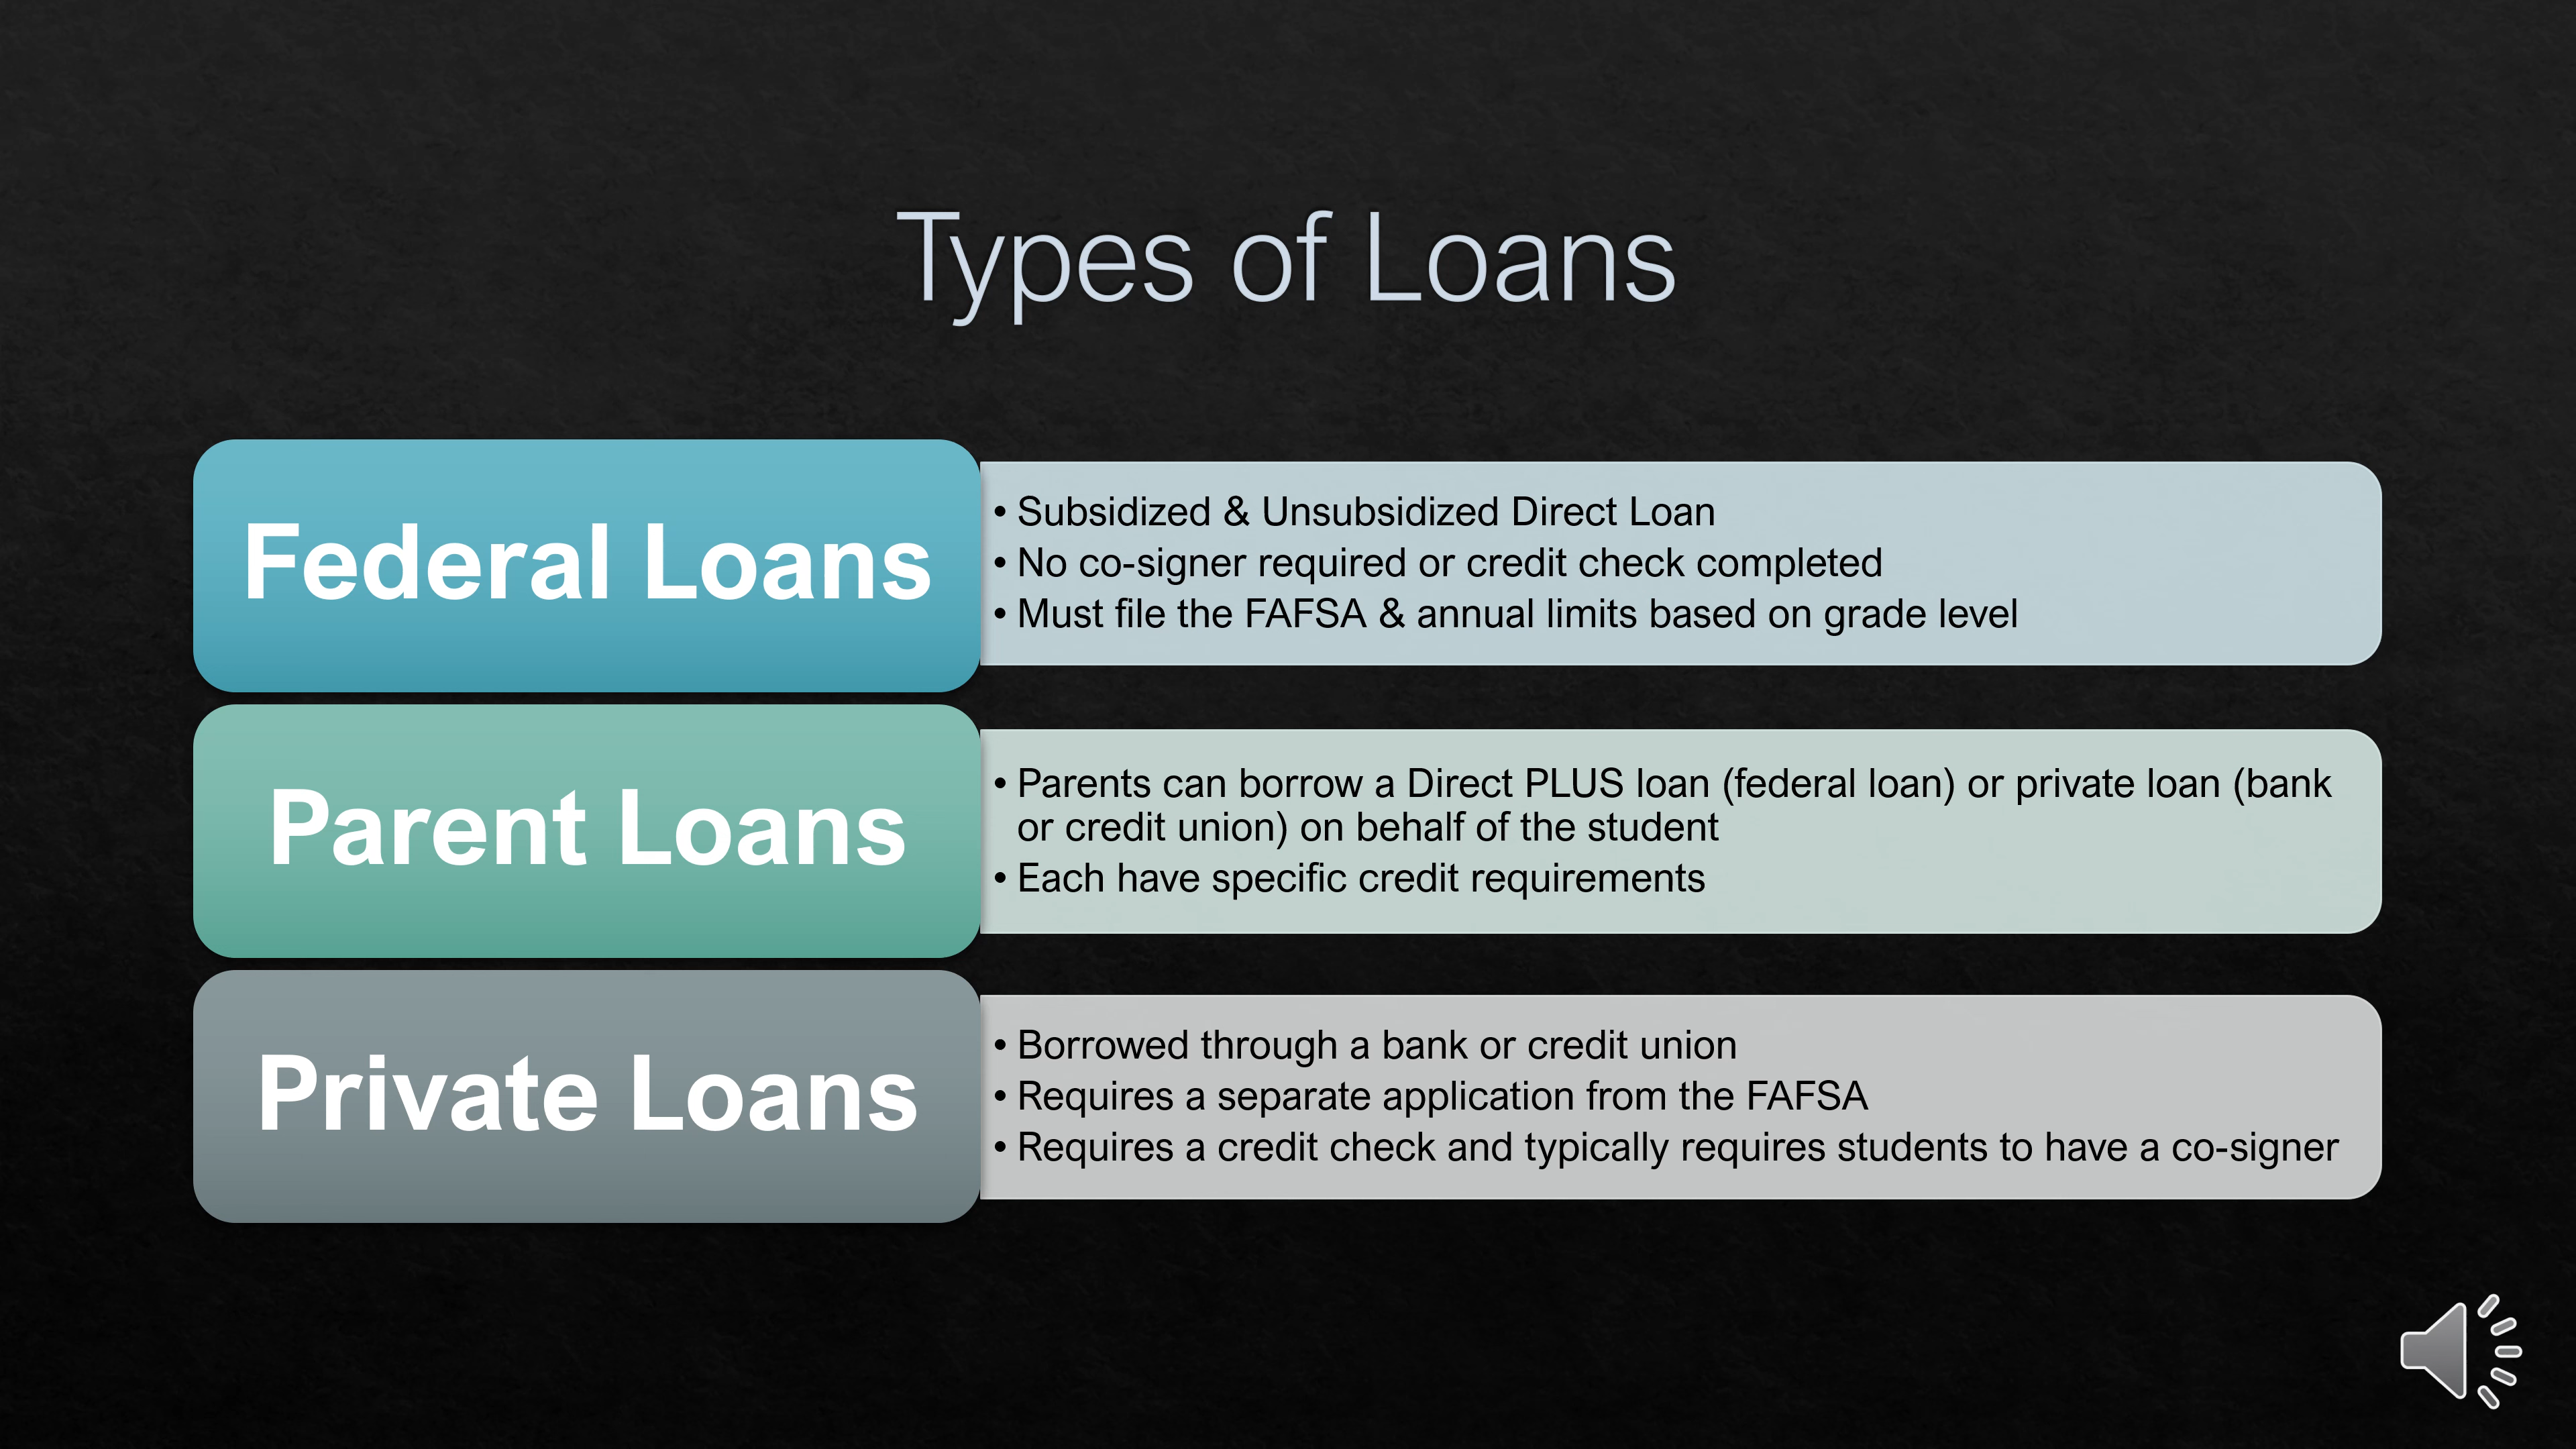 Types of Loans
Federal Loans
• Subsidized & Unsubsidized Direct Loan
• No co-signer required or credit check completed
• Must file the FAFSA & annual limits based on grade level
Parent Loans
• Parents can borrow a Direct PLUS loan (federal loan) or private loan (bank
or credit union) on behalf of the student
• Each have specific credit requirements
Private Loans
• Borrowed through a bank or credit union
• Requires a separate application from the FAFSA
• Requires a credit check and typically requires students to have a co-signer